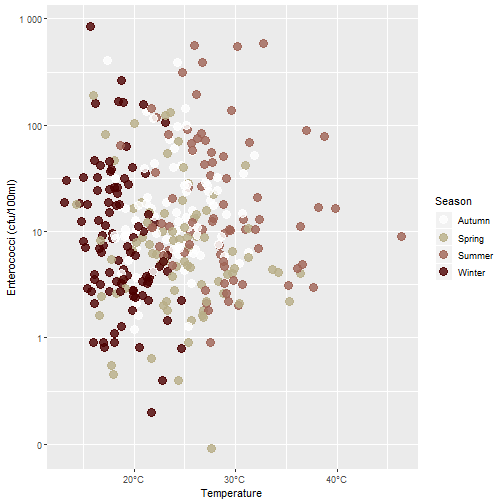 1 000
100
10
1
0
Enterococci (cfu/100ml)
20°C
30°C
40°C
Temperature
Season
Autumn
Spring
Summer
Winter